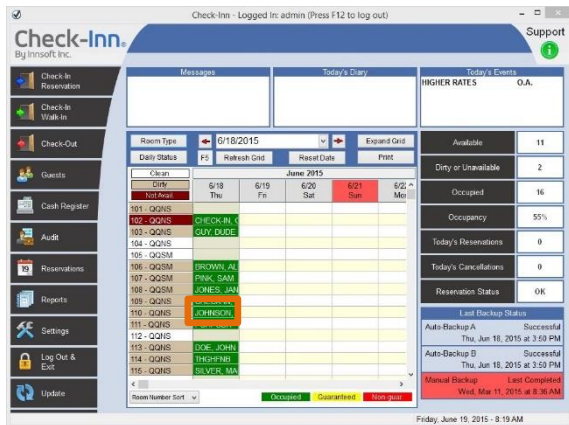 Check-Inn - Logged In: admin (Press F12 to log out)
Check-Inn®
By Innsoft Inc.
Support
Check-In
Reservation
Check-In
Walk-In
Check-Out
Guests
Cash Register
Audit
19
Reservations
Reports
Settings
Log Out &
Exit
Update
Messages
Today's Diary
Today's Events
HIGHER RATES O.A.
Room Type
6/18/2015
Expand Grid
Daily Status
F5
Refresh Grid
Reset Date
Print
Clean
Dirty
Not Avail
June 2015
6/18 6/19 6/20 6/21 6/22
Thu Fri Sat Sun Mon
101 - QQNS
102 - QQNS CHECK-IN,
103 - QQNS GUY, DUDE
104 - QQNS
105 - QQSM
106 - QQSM BROWN, AL
107 - QQSM PINK, SAM
108 - QQSM JONES, JAN
109 - QQNS
110 - QQNS JOHNSON,
111 - QQNS
112 - QQNS
113 - QQNS DOE, JOHN
114 - QQNS THGHFNB
115 - QQNS SILVER, MA
Room Number Sort
Occupied
Guaranteed
Non-guar
Available 11
Dirty or Unavailable 2
Occupied 16
Occupancy 55%
Today's Reservations 0
Today's Cancellations 0
Reservation Status OK
Last Backup Status
Auto-Backup A Successful
Thu, Jun 18, 2015 at 3:50 PM
Auto-Backup B Successful
Thu, Jun 18, 2015 at 3:50 PM
Manual Backup Last Completed
Wed, Mar 11, 2015 at 8:36 AM
Friday, June 19, 2015 - 8:19 AM